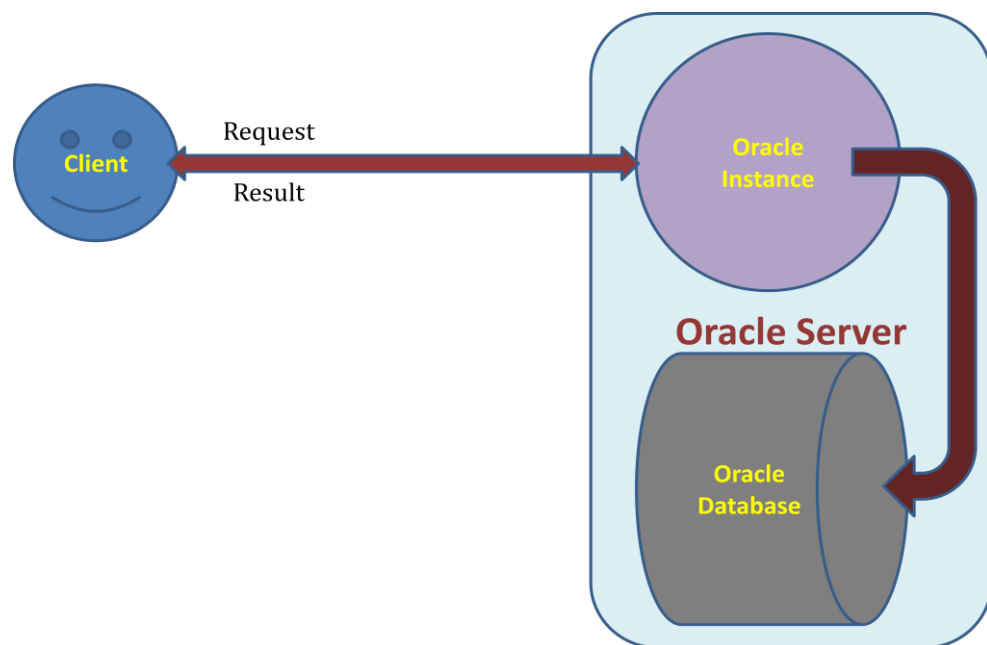 Client
Request
Result
Oracle
Instance
Oracle Server
Oracle
Database